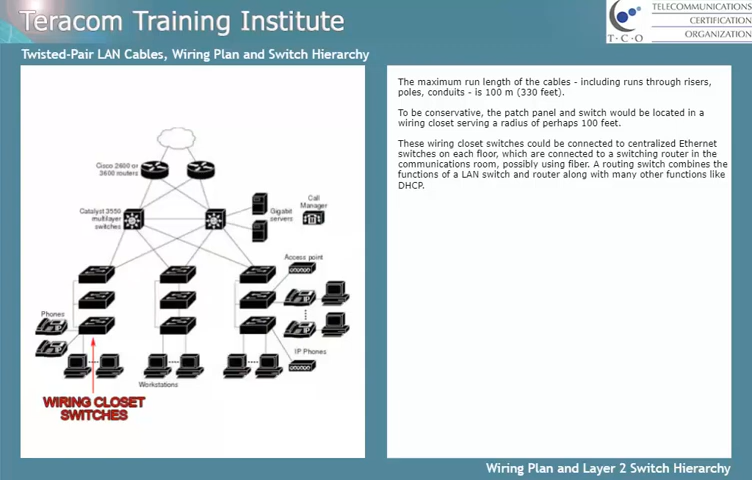 Teracom Training Institute
TELECOMMUNICATIONS
CERTIFICATION
ORGANIZATION
T·C·O
Twisted-Pair LAN Cables, Wiring Plan and Switch Hierarchy
Cisco 2600 or
3600 routers
Catalyst 3550
multilayer
switches
Gigabit
servers
Call
Manager
Access point
Phones
IP Phones
Workstations
WIRING CLOSET
SWITCHES
The maximum run length of the cables - including runs through risers,
poles, conduits - is 100 m (330 feet).
To be conservative, the patch panel and switch would be located in a
wiring closet serving a radius of perhaps 100 feet.
These wiring closet switches could be connected to centralized Ethernet
switches on each floor, which are connected to a switching router in the
communications room, possibly using fiber. A routing switch combines the
functions of a LAN switch and router along with many other functions like
DHCP.
Wiring Plan and Layer 2 Switch Hierarchy